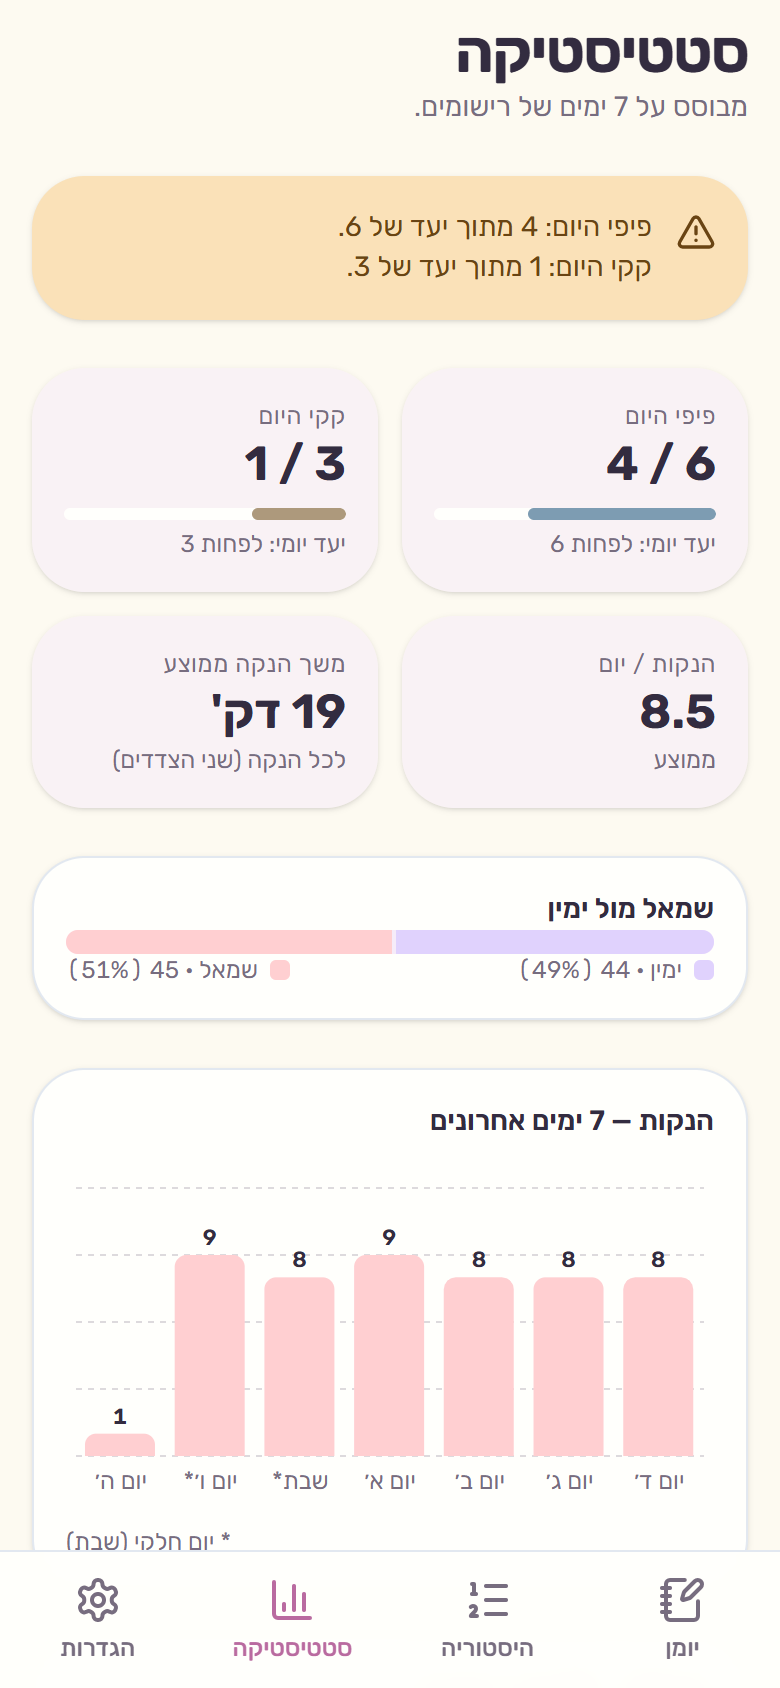 סטטיסטיקה
מבוסס על 7 ימים של רישומים.
פיפי היום: 4 מתוך יעד של 6.
קקי היום: 1 מתוך יעד של 3.
פיפי היום
4 / 6
יעד יומי: לפחות 6
קקי היום
1 / 3
יעד יומי: לפחות 3
הנקות / יום
8.5
ממוצע
משך הנקה ממוצע
19 דק'
לכל הנקה (שני הצדדים)
שמאל מול ימין
ימין • 44 (49%)
שמאל • 45 (51%)
הנקות – 7 ימים אחרונים
8 8 8 9 8 9 1
יום ד׳ יום ג׳ יום ב׳ יום א׳ שבת* יום ו׳* יום ה׳
* יום חלקי (שבת)
יומן
היסטוריה
סטטיסטיקה
הגדרות